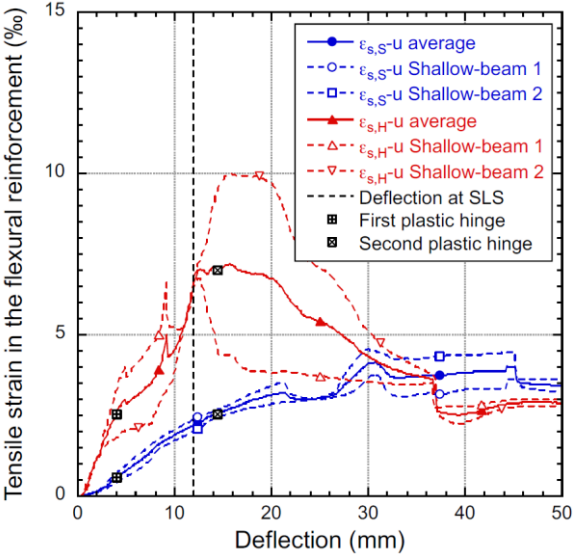 Tensile strain in the flexural reinforcement (‰)
15
10
5
0
εs,S-u average
εs,S-u Shallow-beam 1
εs,S-u Shallow-beam 2
εs,H-u average
εs,H-u Shallow-beam 1
εs,H-u Shallow-beam 2
Deflection at SLS
First plastic hinge
Second plastic hinge
0 10 20 30 40 50
Deflection (mm)